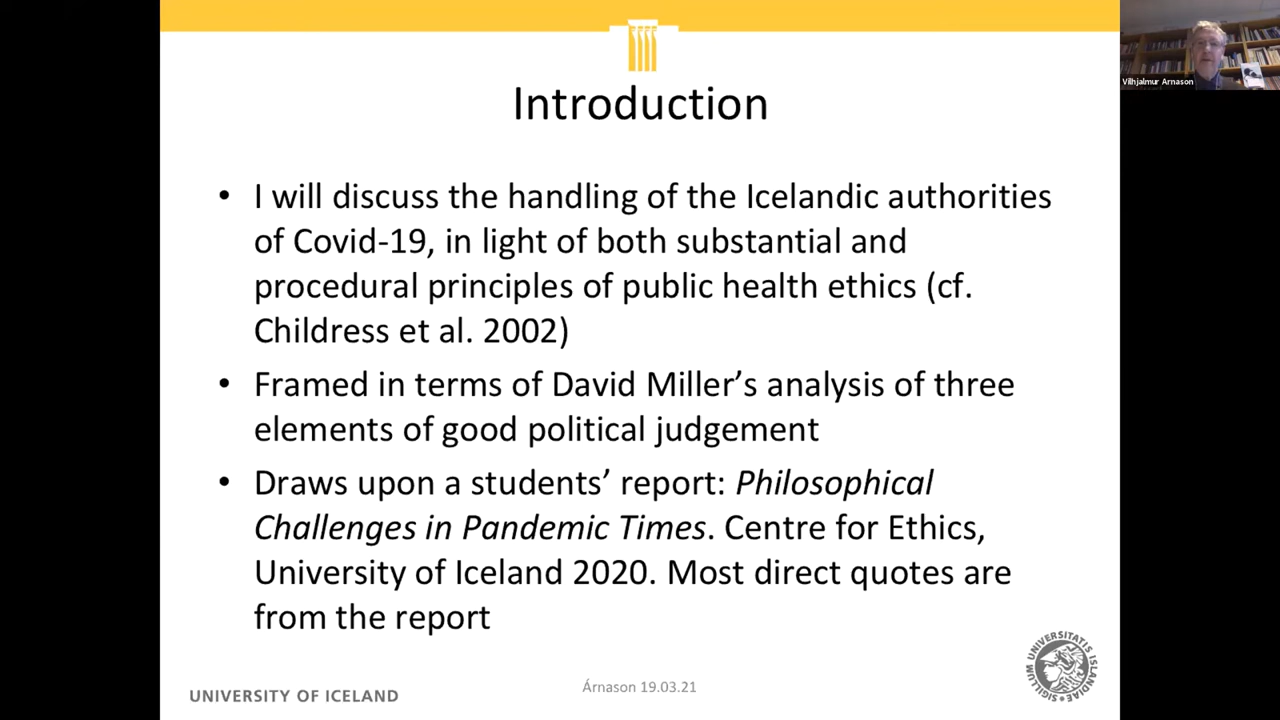 Vilhjalmur Arnason
Introduction
• I will discuss the handling of the Icelandic authorities
of Covid-19, in light of both substantial and
procedural principles of public health ethics (cf.
Childress et al. 2002)
• Framed in terms of David Miller’s analysis of three
elements of good political judgement
• Draws upon a students’ report: Philosophical
Challenges in Pandemic Times. Centre for Ethics,
University of Iceland 2020. Most direct quotes are
from the report
UNIVERSITY OF ICELAND
Árnason 19.03.21
UNIVERSITATIS ISLANDIAE SIGILLUM